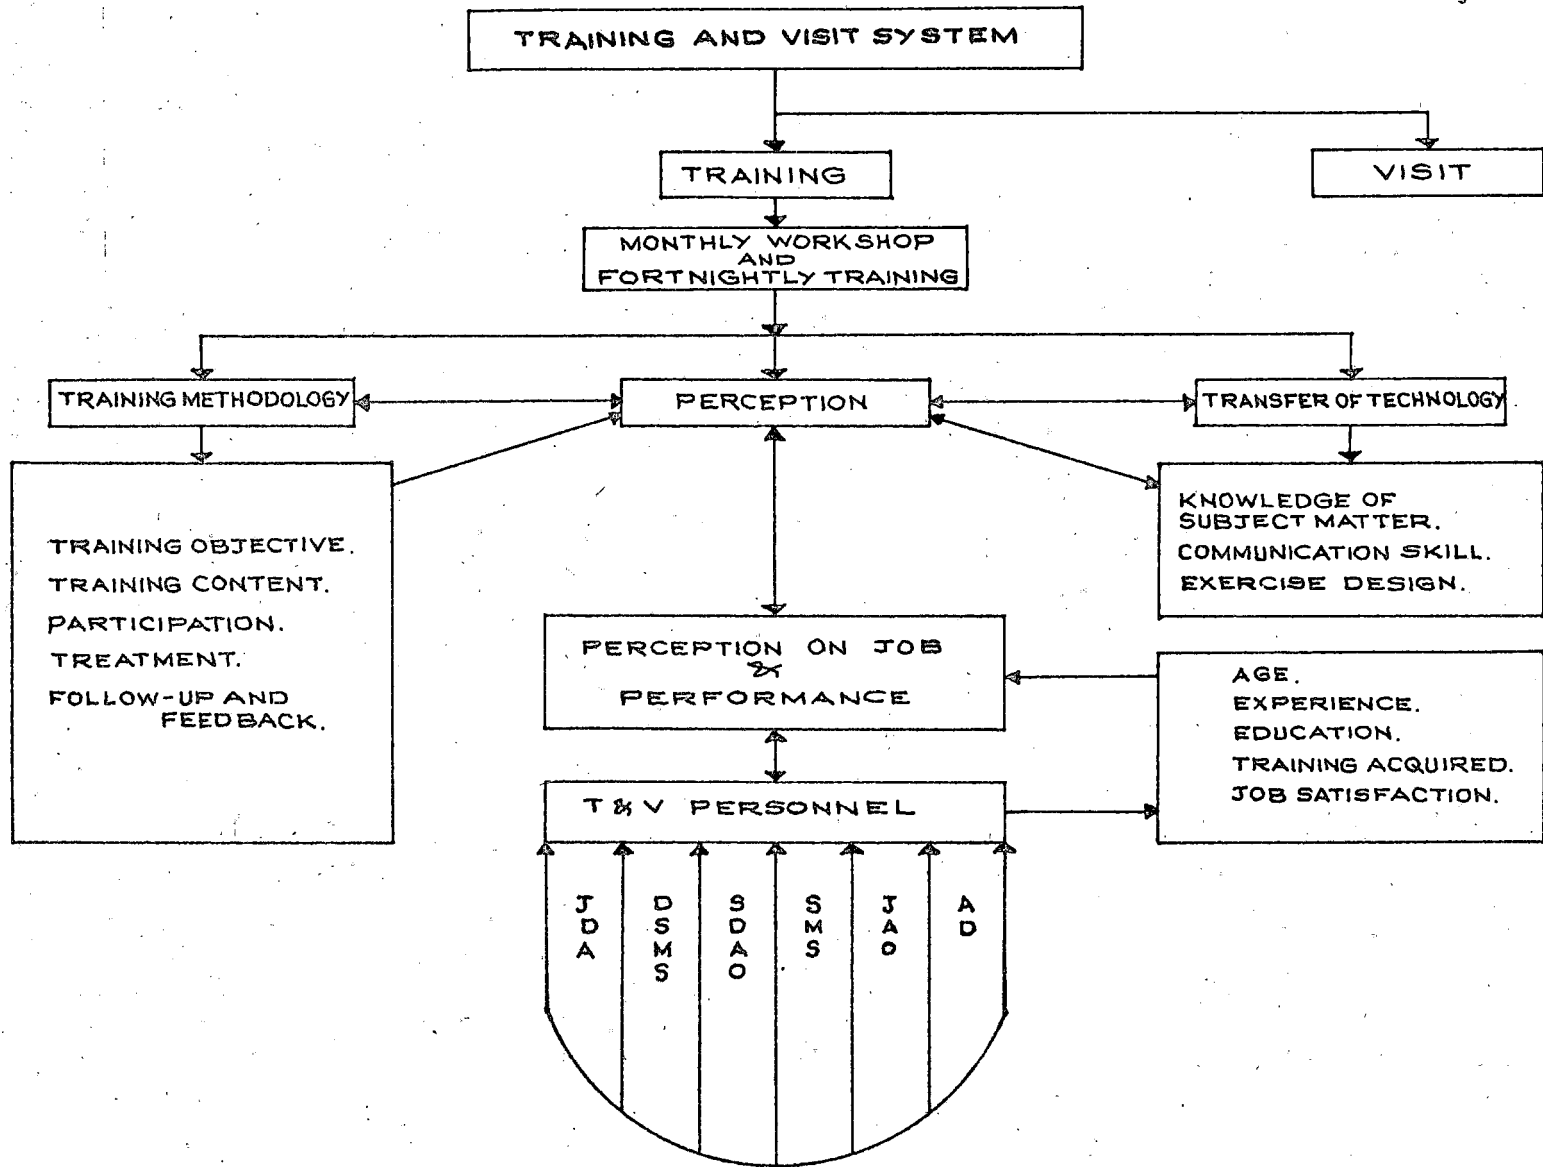 TRAINING AND VISIT SYSTEM
TRAINING
VISIT
MONTHLY WORKSHOP
AND
FORTNIGHTLY TRAINING
TRAINING METHODOLOGY
PERCEPTION
TRANSFER OF TECHNOLOGY
TRAINING OBJECTIVE.
TRAINING CONTENT.
PARTICIPATION.
TREATMENT.
FOLLOW-UP AND
FEEDBACK.
KNOWLEDGE OF
SUBJECT MATTER.
COMMUNICATION SKILL.
EXERCISE DESIGN.
PERCEPTION ON JOB
&
PERFORMANCE
AGE.
EXPERIENCE.
EDUCATION.
TRAINING ACQUIRED.
JOB SATISFACTION.
T & V PERSONNEL
JDA
DSMS
SDAO
SMS
JAO
AD